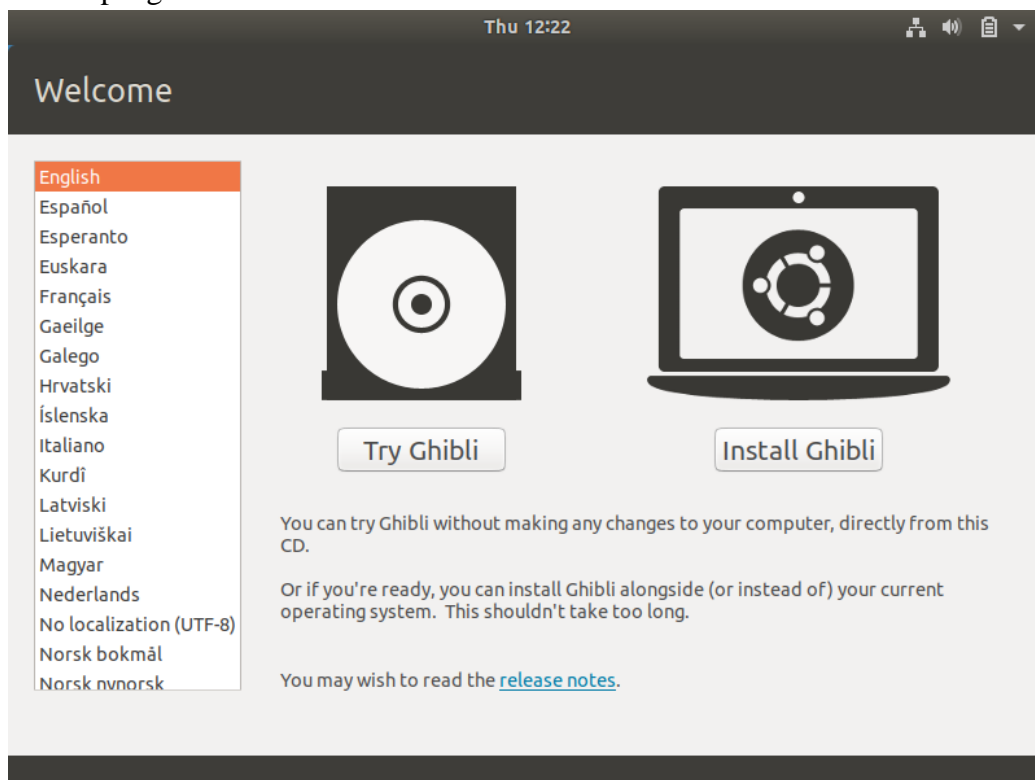 Thu 12:22
Welcome
English
Español
Esperanto
Euskara
Français
Gaeilge
Galego
Hrvatski
Íslenska
Italiano
Kurdî
Latviski
Lietuviškai
Magyar
Nederlands
No localization (UTF-8)
Norsk bokmål
Norsk nynorsk
Try Ghibli
Install Ghibli
You can try Ghibli without making any changes to your computer, directly from this
CD.
Or if you're ready, you can install Ghibli alongside (or instead of) your current
operating system. This shouldn't take too long.
You may wish to read the release notes.